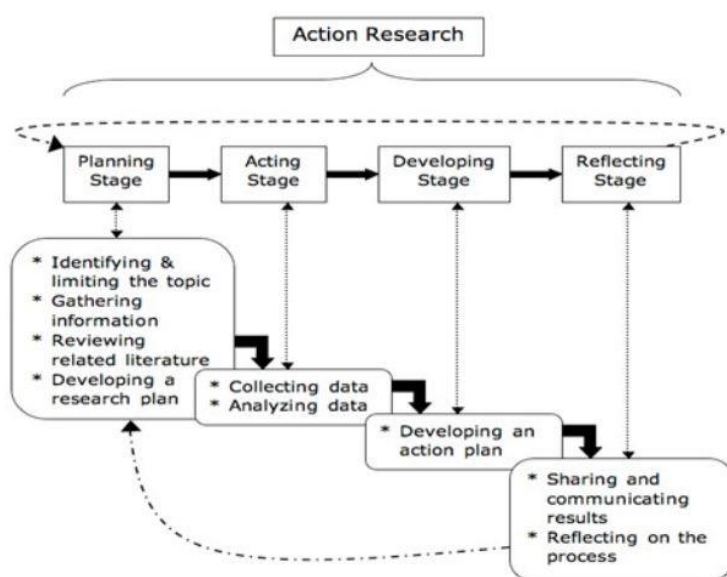 Action Research
Planning
Stage
Acting
Stage
Developing
Stage
Reflecting
Stage
* Identifying &
limiting the topic
* Gathering
information
* Reviewing
related literature
* Developing a
research plan
* Collecting data
* Analyzing data
* Developing an
action plan
* Sharing and
communicating
results
* Reflecting on the
process